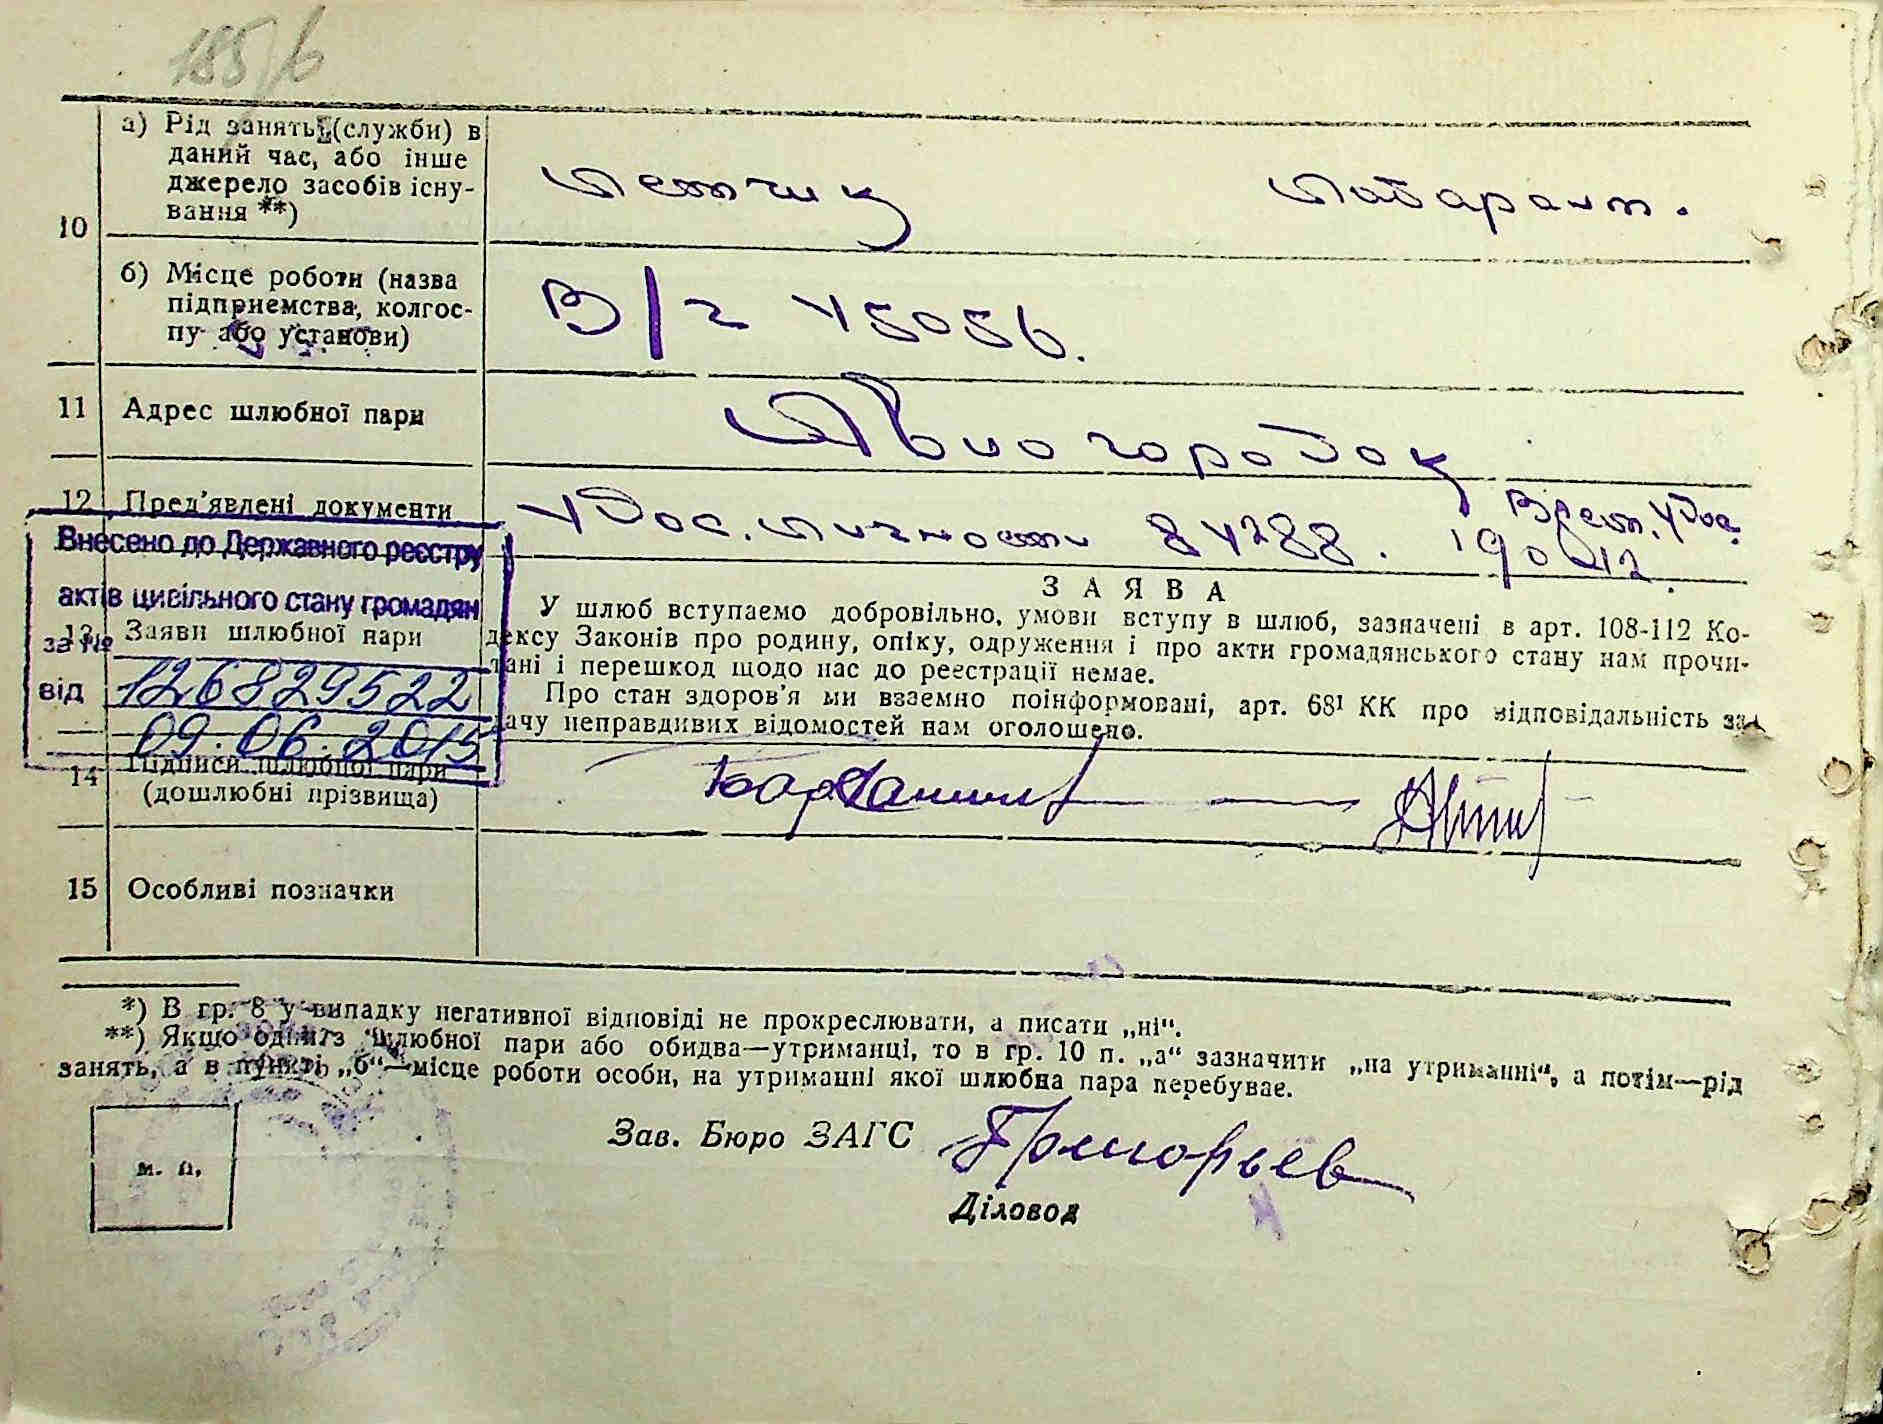 185/б
10
а) Рід занять (служби) в
даний час, або інше
джерело засобів існу-
вання **)
летчик лаборант.
б) Місце роботи (назва
підприємства, колгос-
пу або установи)
В/ч 45056.
11 Адрес шлюбної пари
Авиогородок
12 Пред'явлені документи
Удос. личности 84288. Врем. Удос.
Внесено до Державного реєстру
актів цивільного стану громадян
за №
від 126829522
09.06.2015
13 Заяви шлюбної пари
ЗАЯВА
У шлюб вступаємо добровільно, умови вступу в шлюб, зазначені в арт. 108-112 Ко-
дексу Законів про родину, опіку, одруження і про акти громадянського стану нам прочи-
тані і перешкод щодо нас до реєстрації немає.
Про стан здоров'я ми взаємно поінформовані, арт. 68¹ КК про відповідальність за
дачу неправдивих відомостей нам оголошено.
14 Підписи шлюбної пари
(дошлюбні прізвища)
15 Особливі позначки
*) В гр. 8 у випадку негативної відповіді не прокреслювати, а писати „ні“.
**) Якщо один із шлюбної пари або обидва—утриманці, то в гр. 10 п. „а“ зазначити „на утриманні“, а потім—рід
занять, а в пункті „б“—місце роботи особи, на утриманні якої шлюбна пара перебуває.
Зав. Бюро ЗАГС Григорьев
Діловод
м. п.